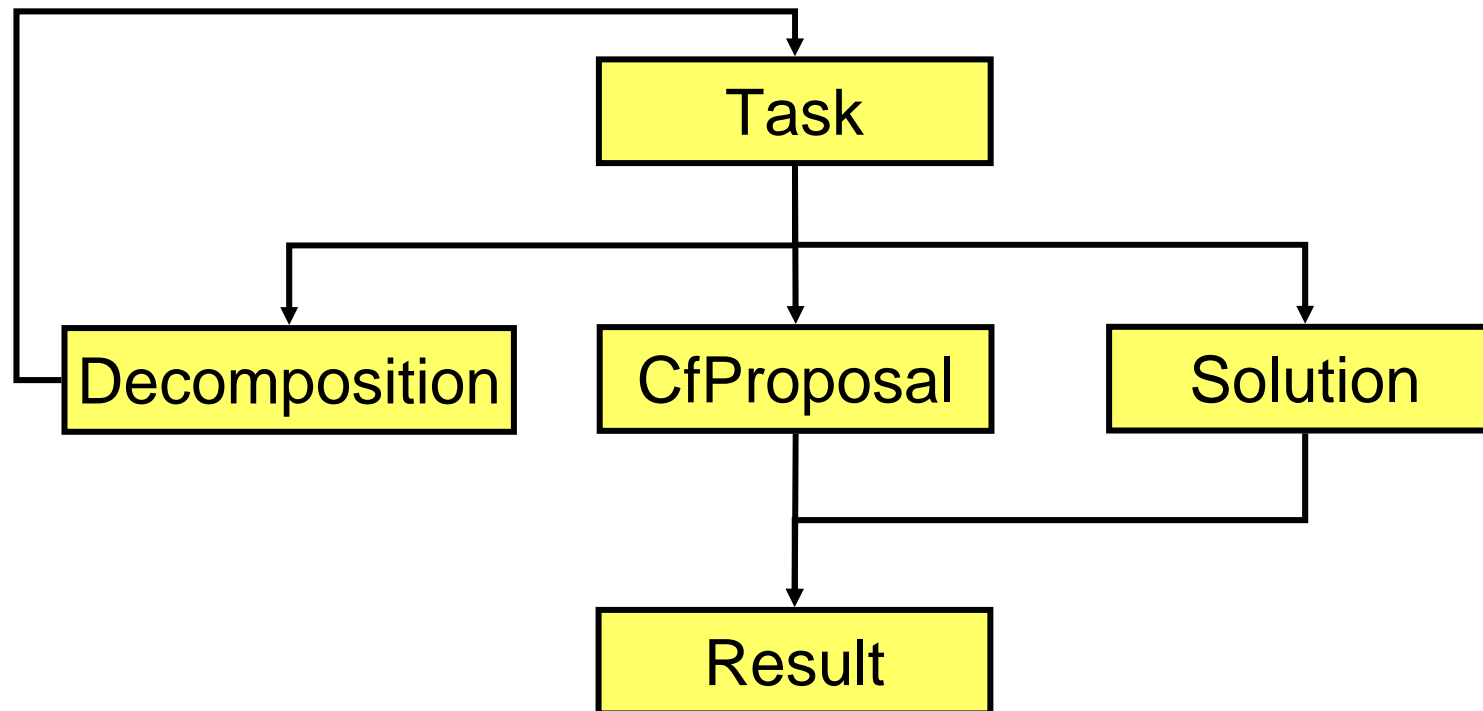 Task
Decomposition
CfProposal
Solution
Result